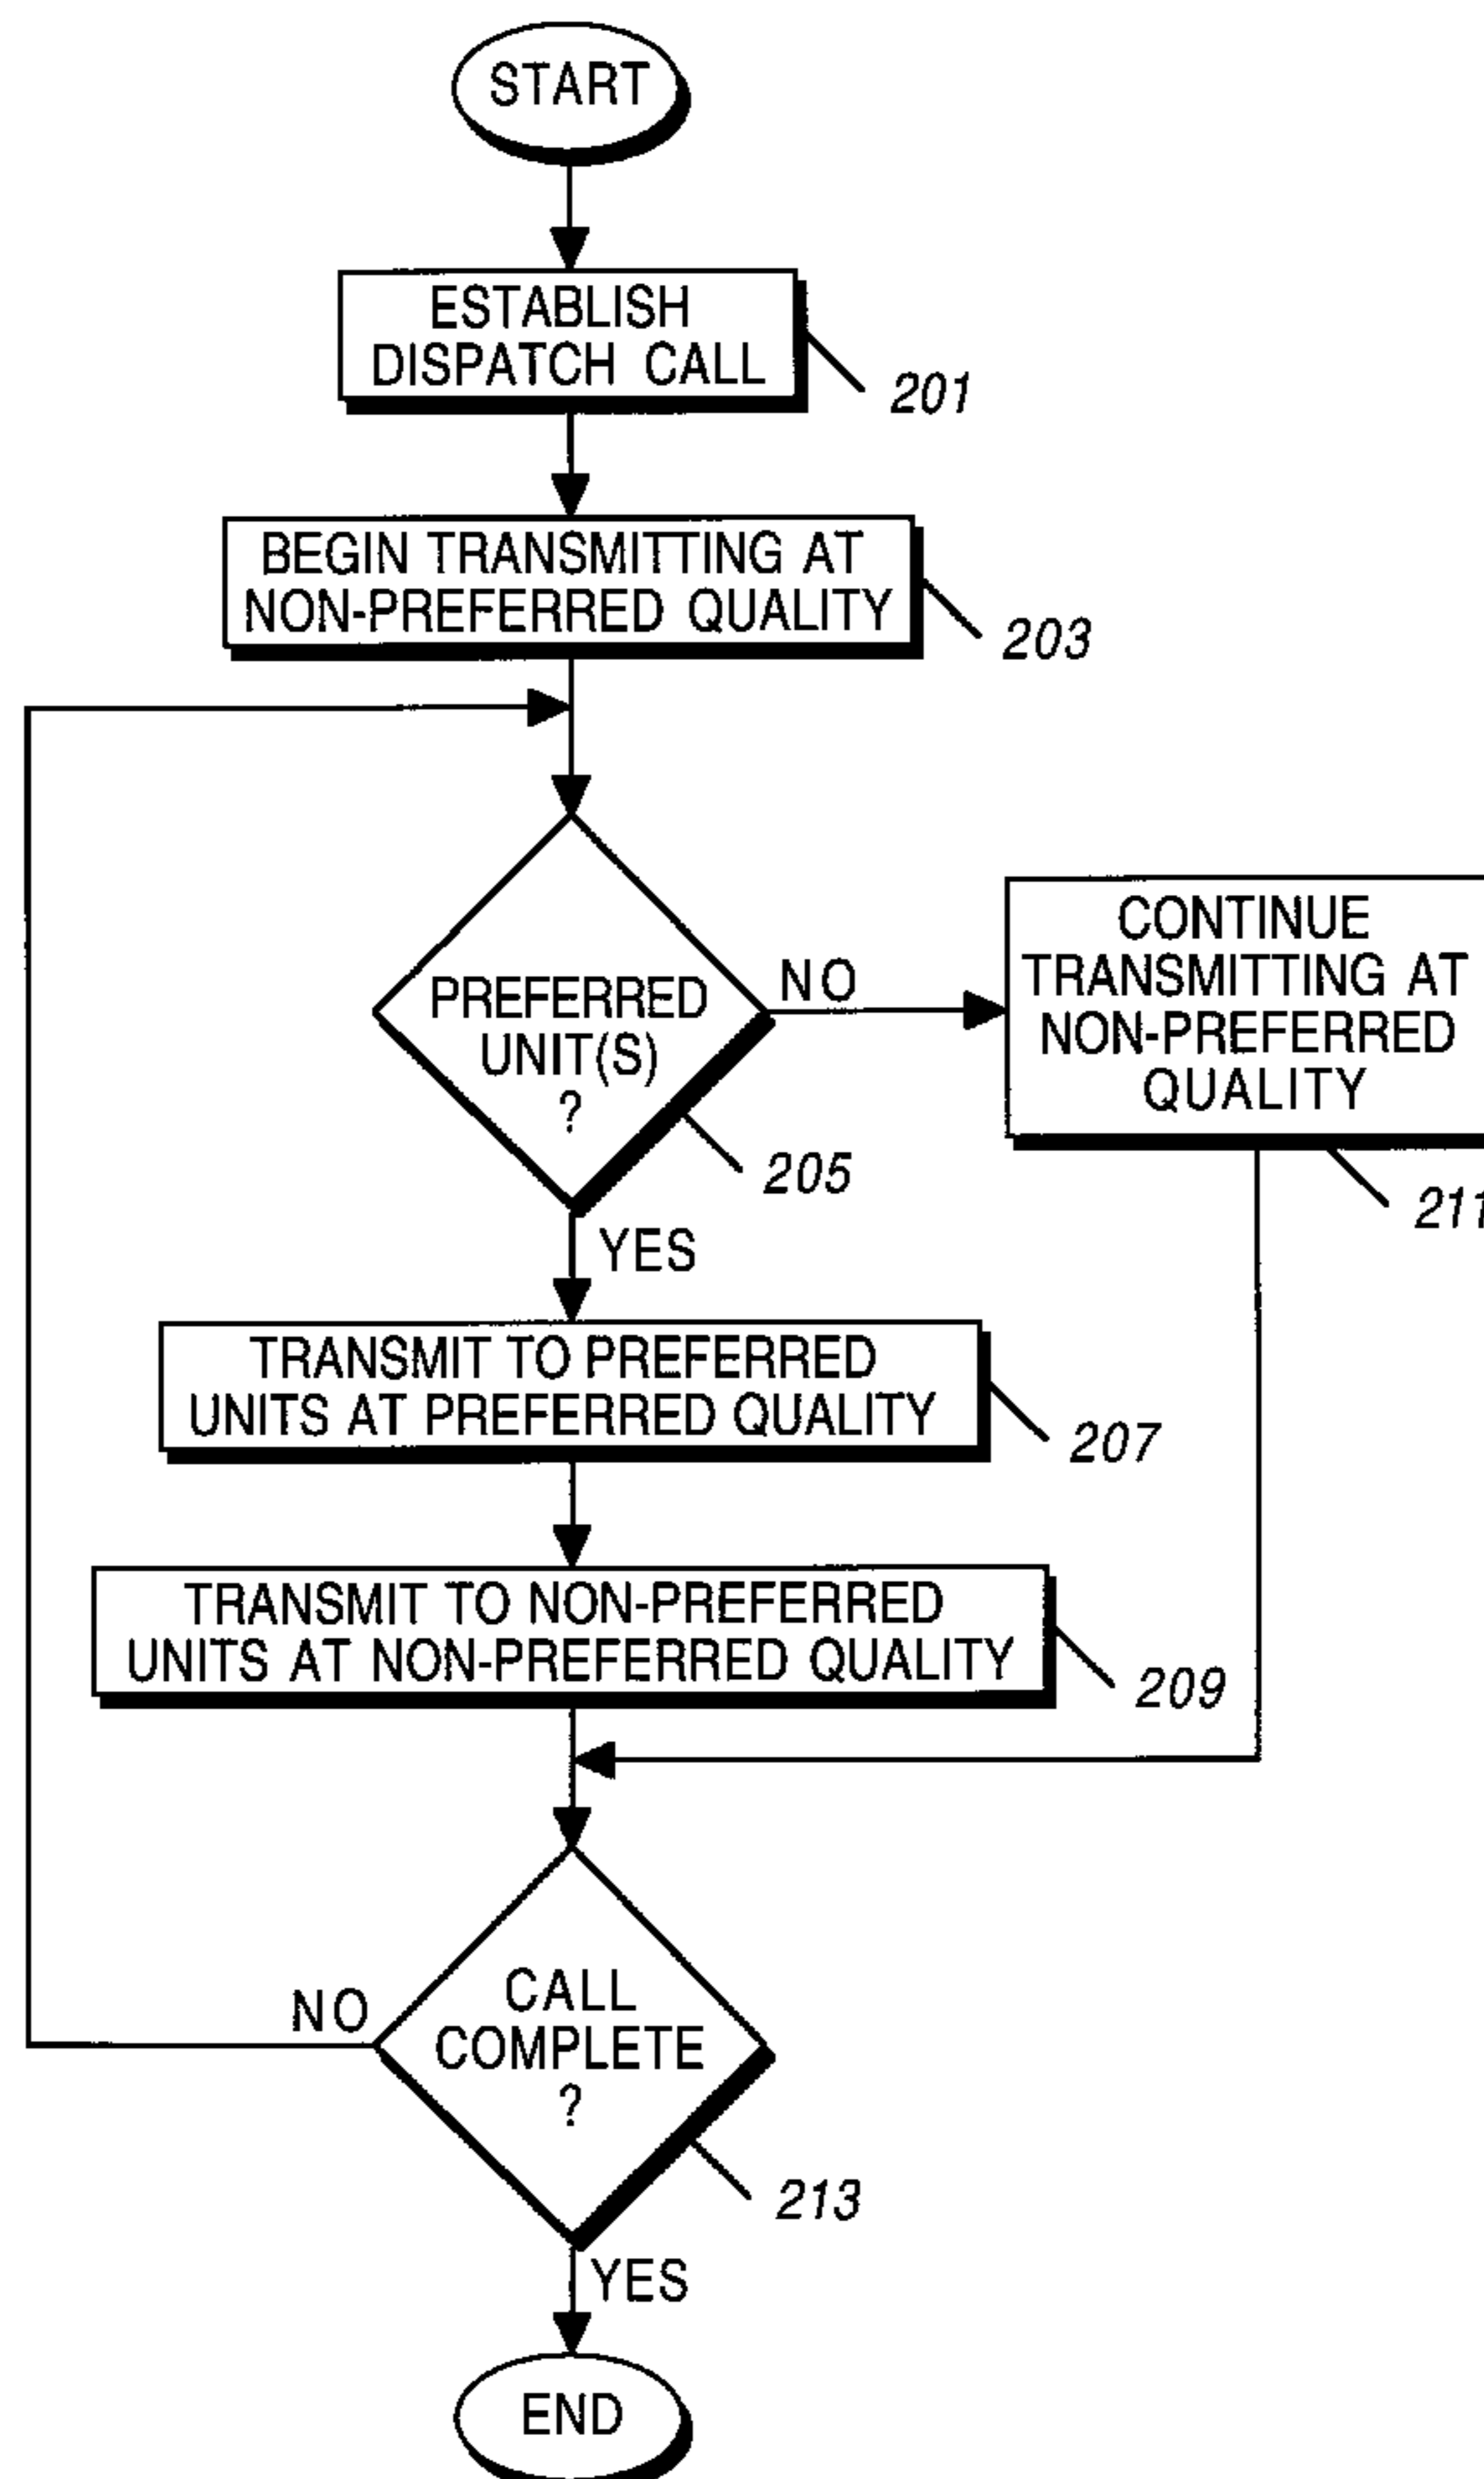 START
ESTABLISH
DISPATCH CALL
201
BEGIN TRANSMITTING AT
NON-PREFERRED QUALITY
203
PREFERRED
UNIT(S)
?
205
NO
CONTINUE
TRANSMITTING AT
NON-PREFERRED
QUALITY
211
YES
TRANSMIT TO PREFERRED
UNITS AT PREFERRED QUALITY
207
TRANSMIT TO NON-PREFERRED
UNITS AT NON-PREFERRED QUALITY
209
NO
CALL
COMPLETE
?
213
YES
END